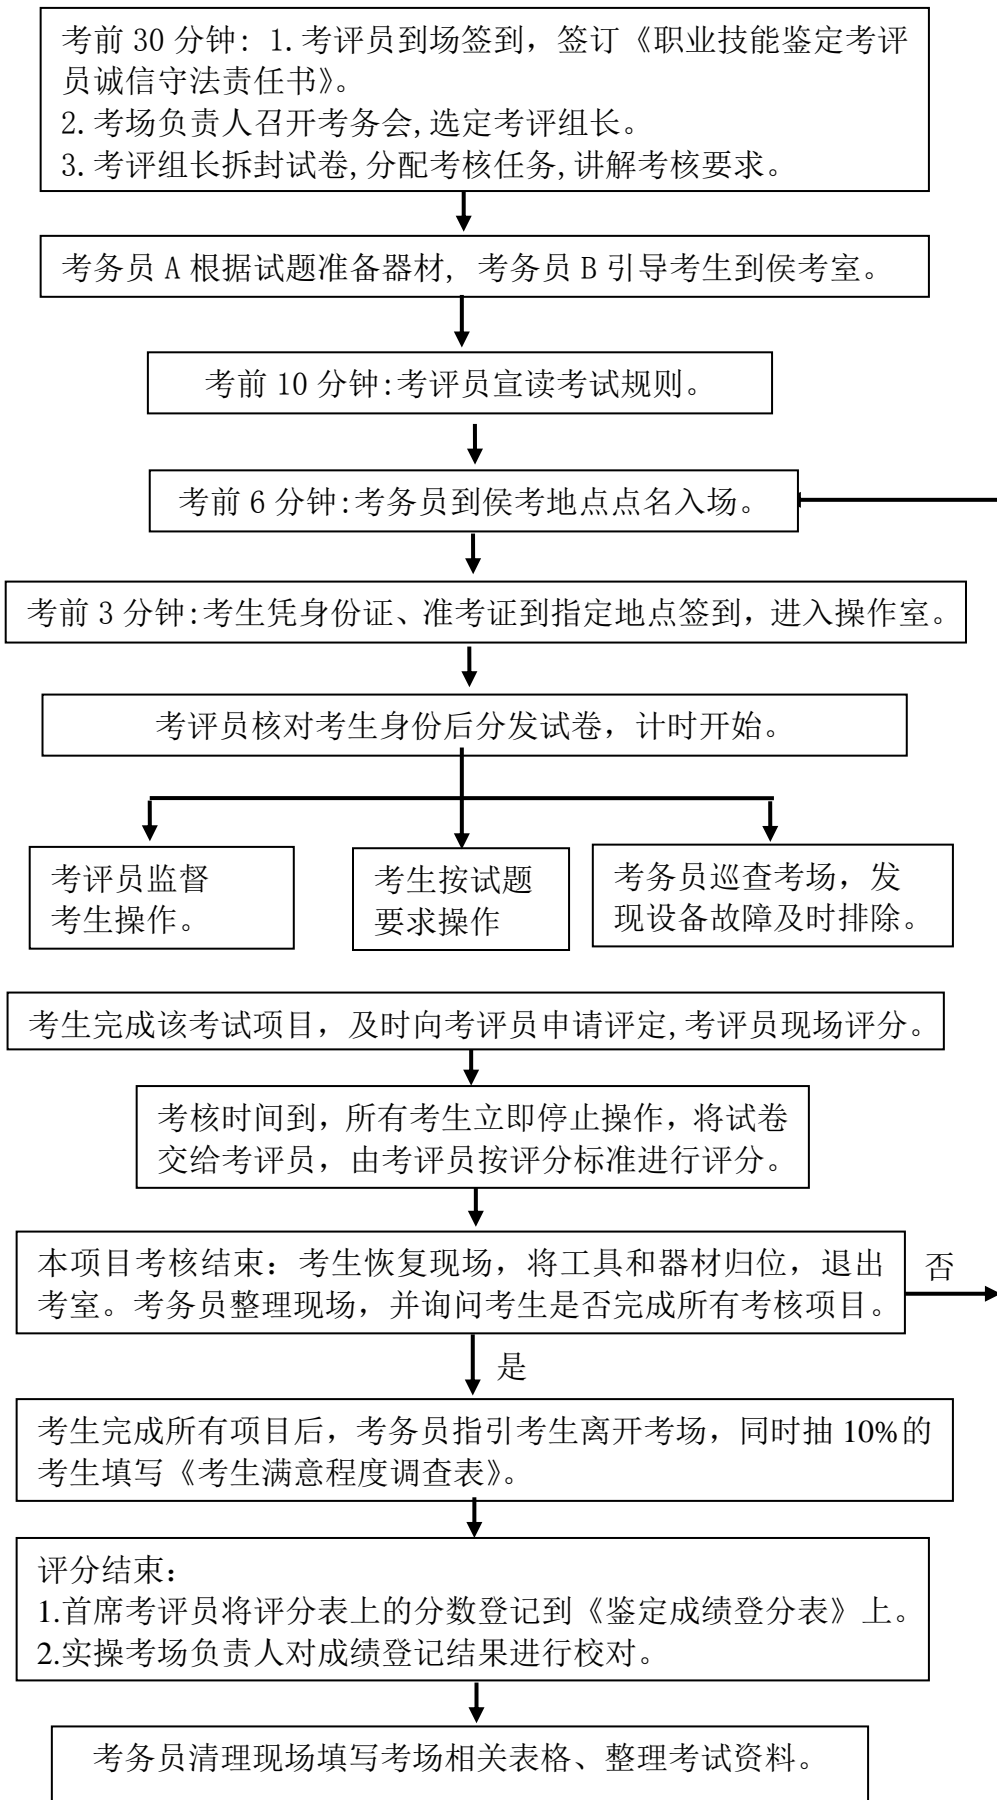 考前 30 分钟: 1.考评员到场签到，签订《职业技能鉴定考评
员诚信守法责任书》。
2.考场负责人召开考务会,选定考评组长。
3.考评组长拆封试卷,分配考核任务,讲解考核要求。
考务员 A 根据试题准备器材, 考务员 B 引导考生到侯考室。
考前 10 分钟:考评员宣读考试规则。
考前 6 分钟:考务员到侯考地点点名入场。
考前 3 分钟:考生凭身份证、准考证到指定地点签到，进入操作室。
考评员核对考生身份后分发试卷，计时开始。
考评员监督
考生操作。
考生按试题
要求操作
考务员巡查考场，发
现设备故障及时排除。
考生完成该考试项目，及时向考评员申请评定,考评员现场评分。
考核时间到，所有考生立即停止操作，将试卷
交给考评员，由考评员按评分标准进行评分。
本项目考核结束：考生恢复现场，将工具和器材归位，退出
考室。考务员整理现场，并询问考生是否完成所有考核项目。
否
是
考生完成所有项目后，考务员指引考生离开考场，同时抽 10%的
考生填写《考生满意程度调查表》。
评分结束：
1.首席考评员将评分表上的分数登记到《鉴定成绩登分表》上。
2.实操考场负责人对成绩登记结果进行校对。
考务员清理现场填写考场相关表格、整理考试资料。